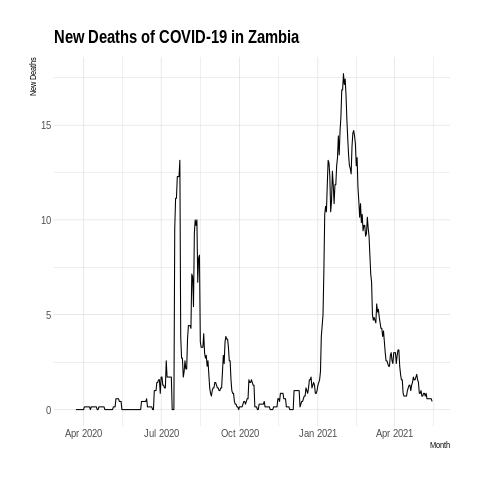 New Deaths of COVID-19 in Zambia
New Deaths
15
10
5
0
Apr 2020 Jul 2020 Oct 2020 Jan 2021 Apr 2021
Month